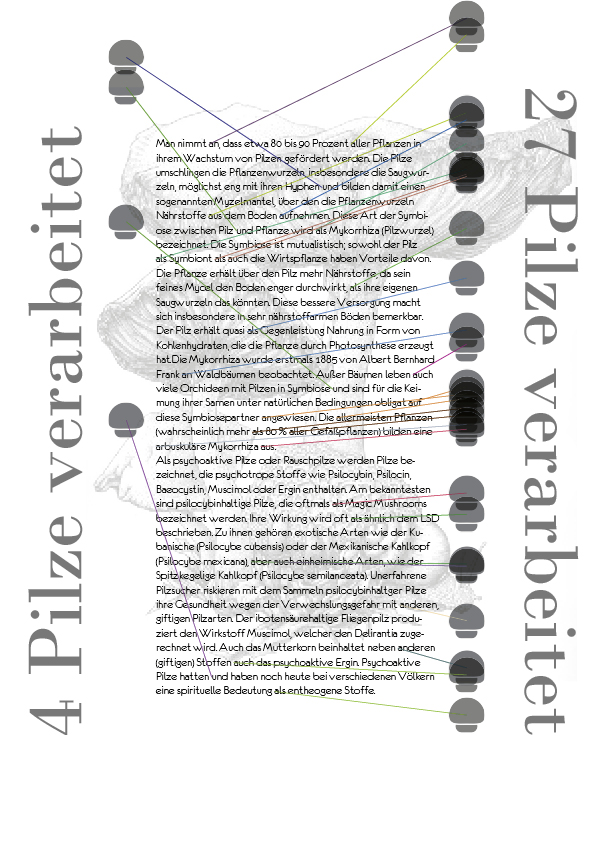 4 Pilze verarbeitet
Man nimmt an, dass etwa 80 bis 90 Prozent aller Pflanzen in
ihrem Wachstum von Pilzen gefördert werden. Die Pilze
umschlingen die Pflanzenwurzeln, insbesondere die Saugwur-
zeln, möglichst eng mit ihren Hyphen und bilden damit einen
sogenannten Myzelmantel, über den die Pflanzenwurzeln
Nährstoffe aus dem Boden aufnehmen. Diese Art der Symbi-
ose zwischen Pilz und Pflanze wird als Mykorrhiza (Pilzwurzel)
bezeichnet. Die Symbiose ist mutualistisch; sowohl der Pilz
als Symbiont als auch die Wirtspflanze haben Vorteile davon.
Die Pflanze erhält über den Pilz mehr Nährstoffe, da sein
feines Mycel den Boden enger durchwirkt, als ihre eigenen
Saugwurzeln das könnten. Diese bessere Versorgung macht
sich insbesondere in sehr nährstoffarmen Böden bemerkbar.
Der Pilz erhält quasi als Gegenleistung Nahrung in Form von
Kohlenhydraten, die die Pflanze durch Photosynthese erzeugt
hat.Die Mykorrhiza wurde erstmals 1885 von Albert Bernhard
Frank an Waldbäumen beobachtet. Außer Bäumen leben auch
viele Orchideen mit Pilzen in Symbiose und sind für die Kei-
mung ihrer Samen unter natürlichen Bedingungen obligat auf
diese Symbiosepartner angewiesen. Die allermeisten Pflanzen
(wahrscheinlich mehr als 80 % aller Gefäßpflanzen) bilden eine
arbuskuläre Mykorrhiza aus.
Als psychoaktive Pilze oder Rauschpilze werden Pilze be-
zeichnet, die psychotrope Stoffe wie Psilocybin, Psilocin,
Baeocystin, Muscimol oder Ergin enthalten. Am bekanntesten
sind psilocybinhaltige Pilze, die oftmals als Magic Mushrooms
bezeichnet werden. Ihre Wirkung wird oft als ähnlich dem LSD
beschrieben. Zu ihnen gehören exotische Arten wie der Ku-
banische (Psilocybe cubensis) oder der Mexikanische Kahlkopf
(Psilocybe mexicana), aber auch einheimische Arten, wie der
Spitzkegelige Kahlkopf (Psilocybe semilanceata). Unerfahrene
Pilzsucher riskieren mit dem Sammeln psilocybinhaltger Pilze
ihre Gesundheit wegen der Verwechslungsgefahr mit anderen,
giftigen Pilzarten. Der ibotensäurehaltige Fliegenpilz produ-
ziert den Wirkstoff Muscimol, welcher den Delirantia zuge-
rechnet wird. Auch das Mutterkorn beinhaltet neben anderen
(giftigen) Stoffen auch das psychoaktive Ergin. Psychoaktive
Pilze hatten und haben noch heute bei verschiedenen Völkern
eine spirituelle Bedeutung als entheogene Stoffe.
27 Pilze verarbeitet